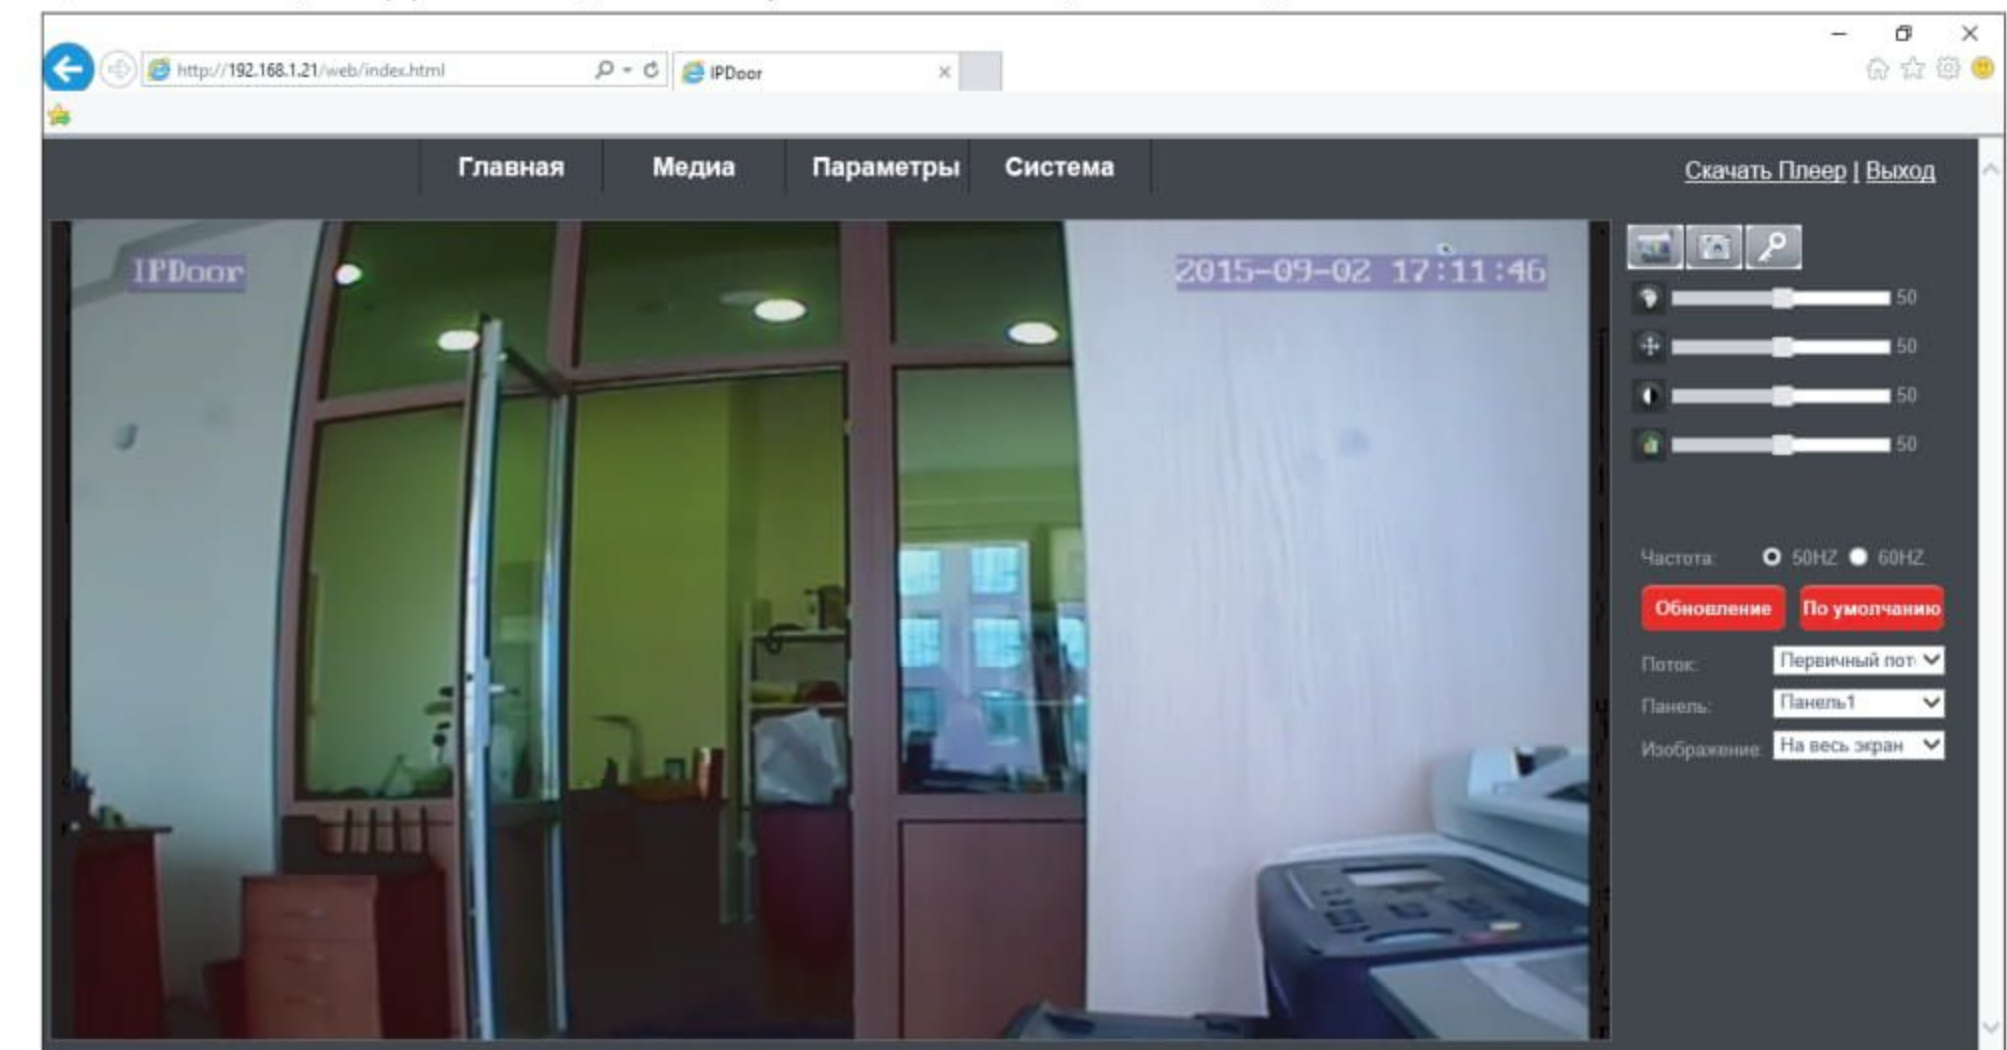 http://192.168.1.21/web/index.html
IPDoor
Главная
Медиа
Параметры
Система
Скачать Плеер | Выход
IPDoor
2015-09-02 17:11:46
50
50
50
50
Частота: 50HZ 60HZ
Обновление По умолчанию
Поток: Первичный пот
Панель: Панель1
Изображение: На весь экран